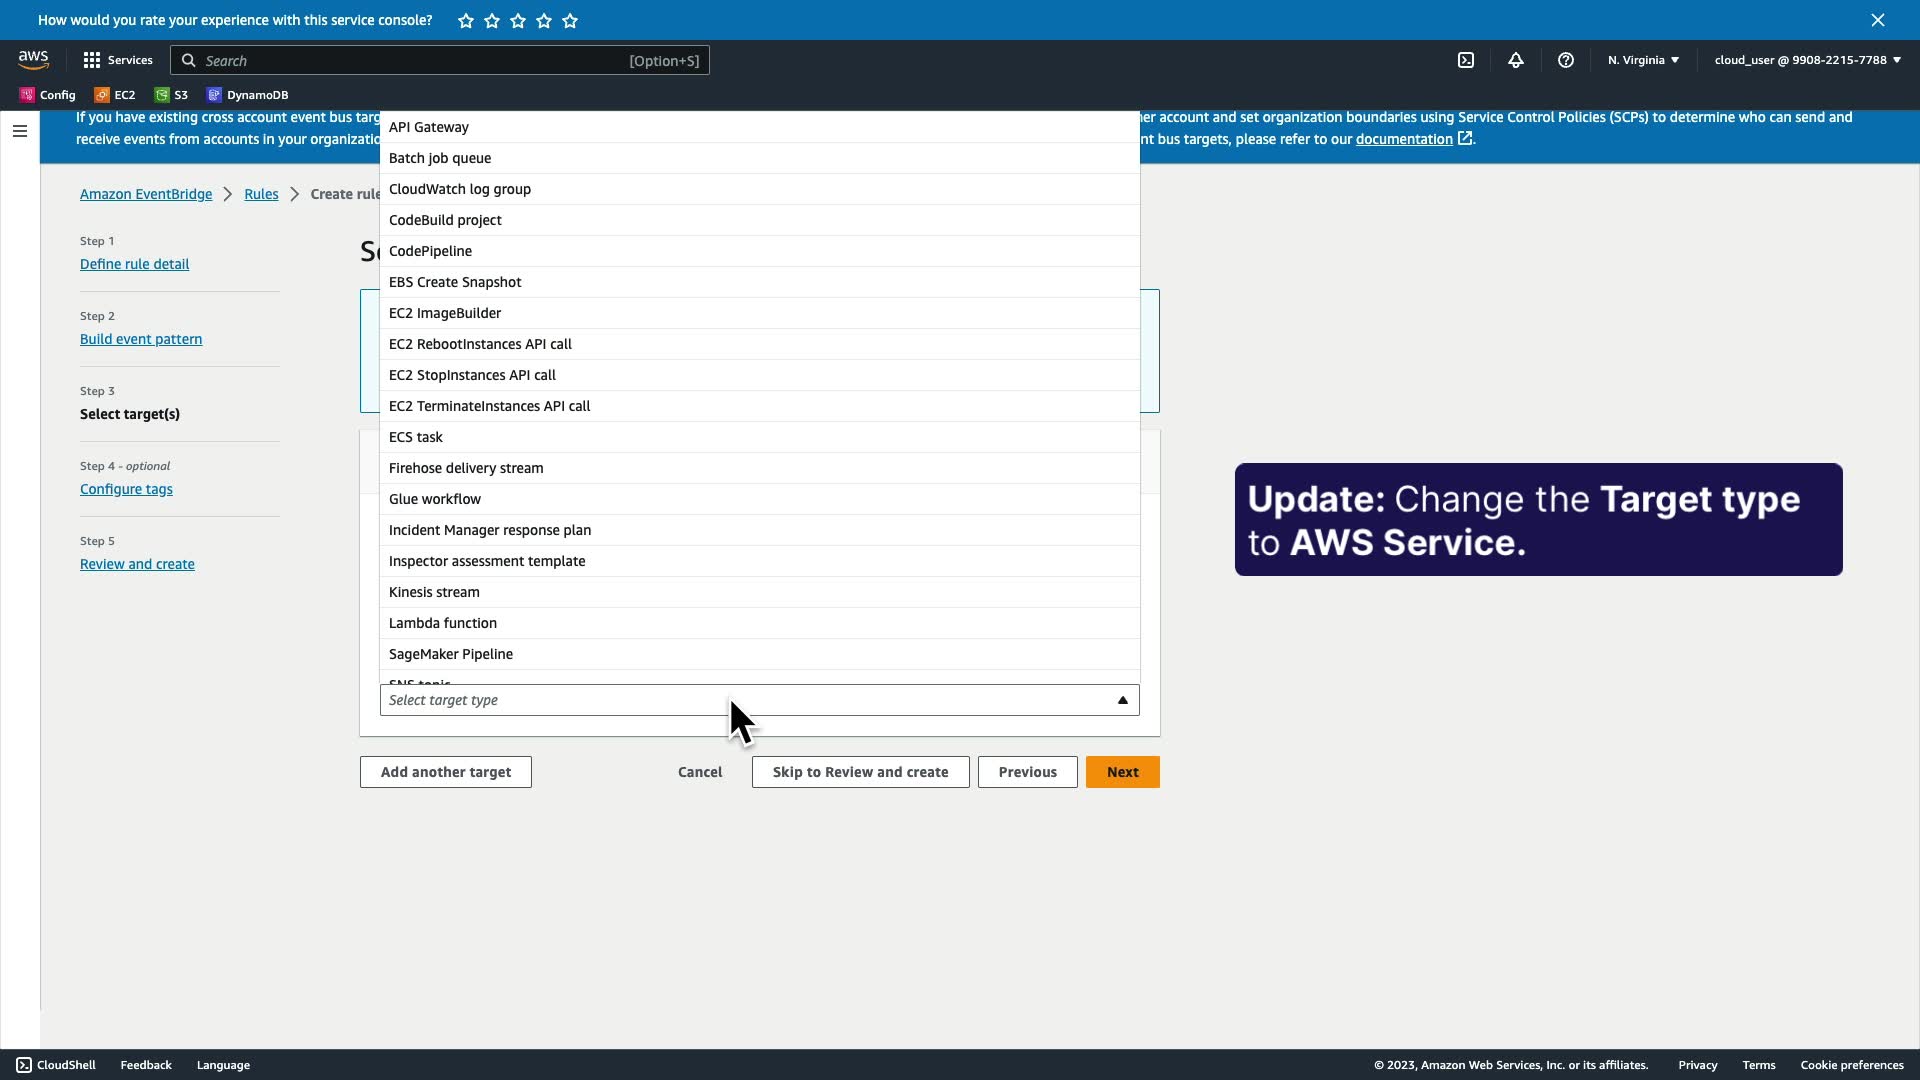 How would you rate your experience with this service console?
aws
Services
Search
[Option+S]
N. Virginia
cloud_user @ 9908-2215-7788
Config
EC2
S3
DynamoDB
If you have existing cross account event bus targ
er account and set organization boundaries using Service Control Policies (SCPs) to determine who can send and
receive events from accounts in your organizatio
nt bus targets, please refer to our documentation
Amazon EventBridge
Rules
Create rule
Step 1
Define rule detail
Step 2
Build event pattern
Step 3
Select target(s)
Step 4 - optional
Configure tags
Step 5
Review and create
API Gateway
Batch job queue
CloudWatch log group
CodeBuild project
CodePipeline
EBS Create Snapshot
EC2 ImageBuilder
EC2 RebootInstances API call
EC2 StopInstances API call
EC2 TerminateInstances API call
ECS task
Firehose delivery stream
Glue workflow
Incident Manager response plan
Inspector assessment template
Kinesis stream
Lambda function
SageMaker Pipeline
SNS topic
Select target type
Update: Change the Target type
to AWS Service.
Add another target
Cancel
Skip to Review and create
Previous
Next
CloudShell
Feedback
Language
© 2023, Amazon Web Services, Inc. or its affiliates.
Privacy
Terms
Cookie preferences